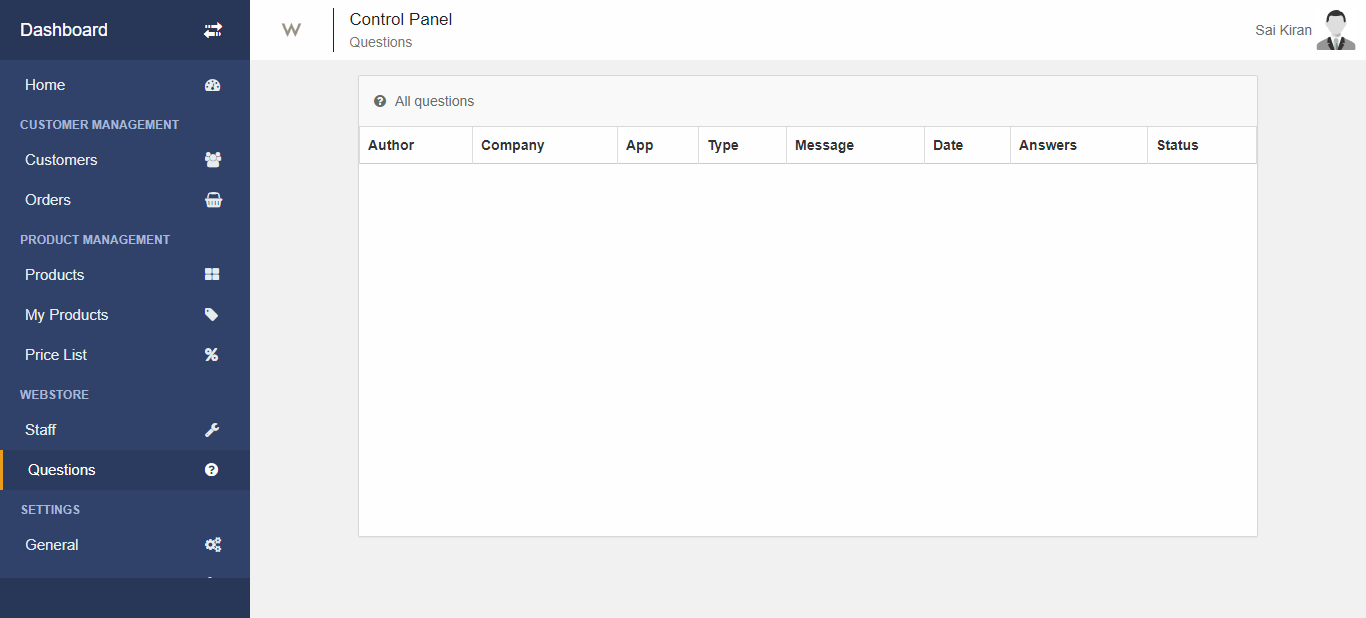 Dashboard
Home
CUSTOMER MANAGEMENT
Customers
Orders
PRODUCT MANAGEMENT
Products
My Products
Price List
WEBSTORE
Staff
Questions
SETTINGS
General
W
Control Panel
Questions
Sai Kiran
All questions
Author Company App Type Message Date Answers Status